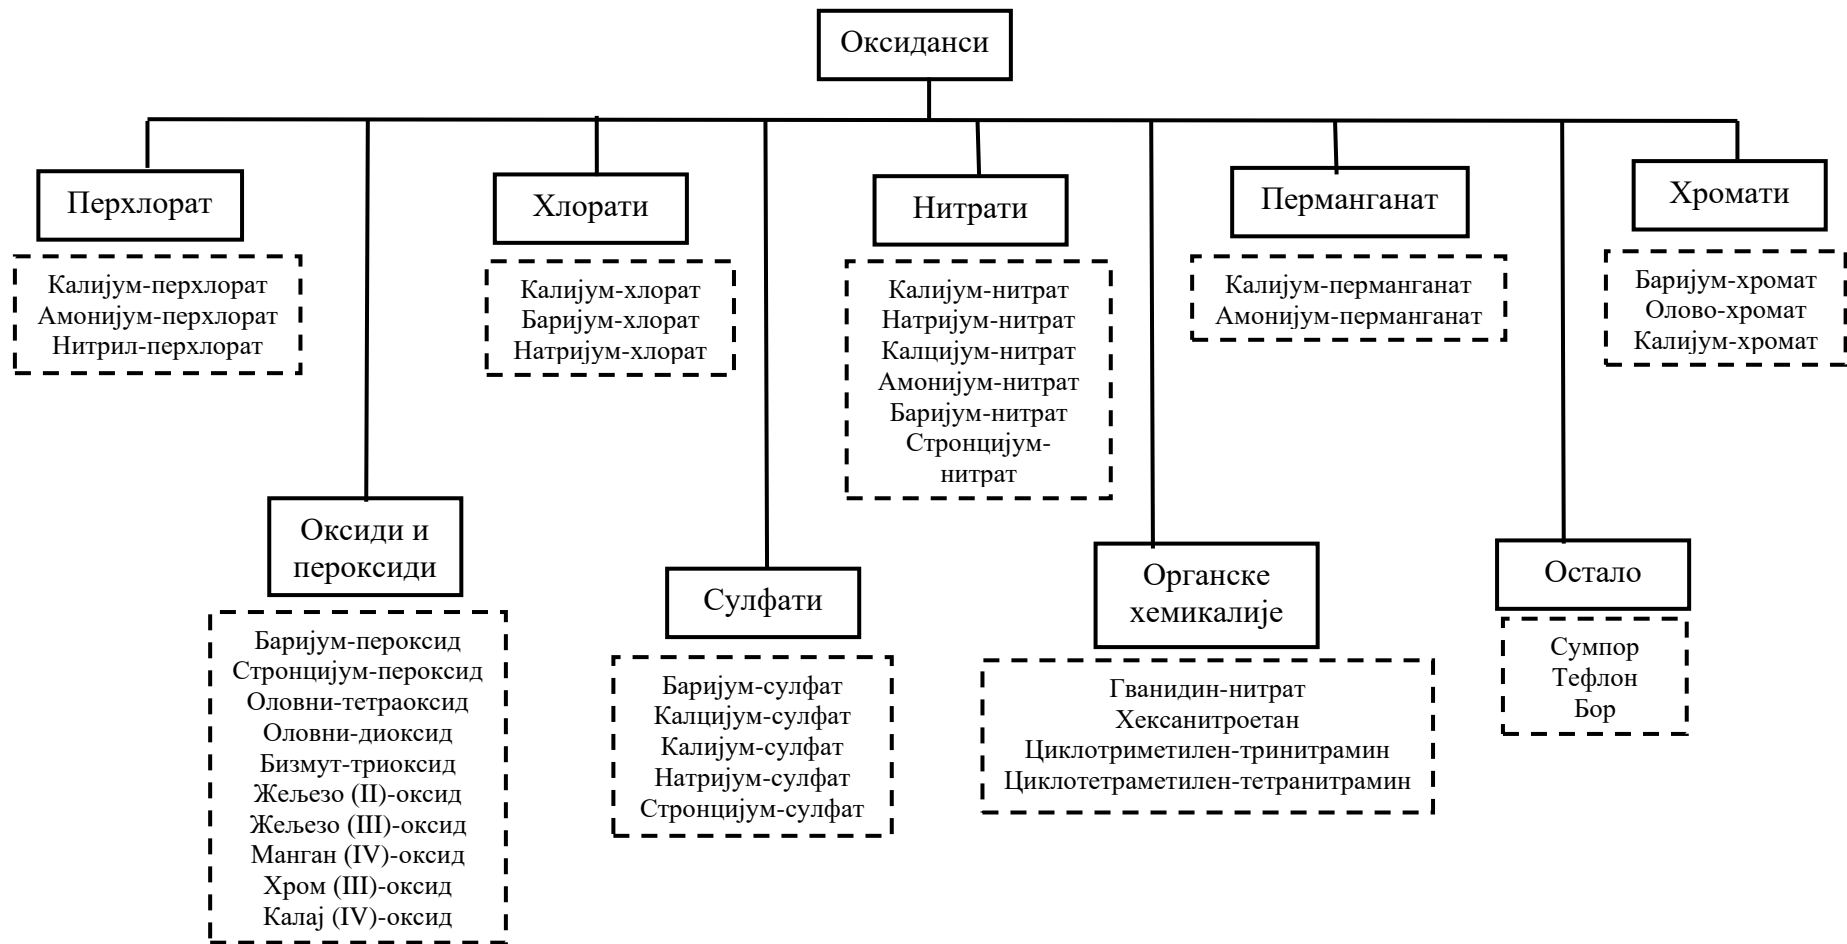 Оксиданси
Перхлорат
Калијум-перхлорат
Амонијум-перхлорат
Нитрил-перхлорат
Хлорати
Калијум-хлорат
Баријум-хлорат
Натријум-хлорат
Нитрати
Калијум-нитрат
Натријум-нитрат
Калцијум-нитрат
Амонијум-нитрат
Баријум-нитрат
Стронцијум-
нитрат
Перманганат
Калијум-перманганат
Амонијум-перманганат
Хромати
Баријум-хромат
Олово-хромат
Калијум-хромат
Оксиди и
пероксиди
Баријум-пероксид
Стронцијум-пероксид
Оловни-тетраоксид
Оловни-диоксид
Бизмут-триоксид
Жељезо (II)-оксид
Жељезо (III)-оксид
Манган (IV)-оксид
Хром (III)-оксид
Калај (IV)-оксид
Сулфати
Баријум-сулфат
Калцијум-сулфат
Калијум-сулфат
Натријум-сулфат
Стронцијум-сулфат
Органске
хемикалије
Гванидин-нитрат
Хексанитроетан
Циклотриметилен-тринитрамин
Циклотетраметилен-тетранитрамин
Остало
Сумпор
Тефлон
Бор